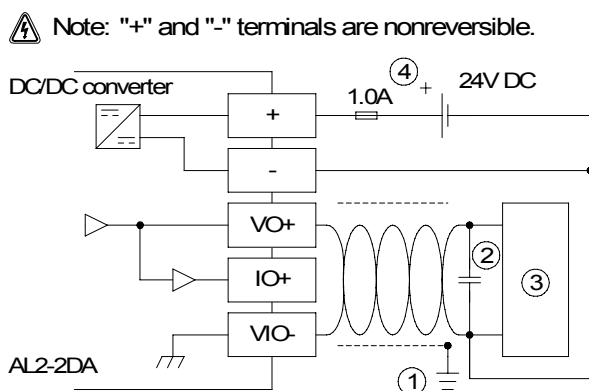 Note: "+" and "-" terminals are nonreversible.
DC/DC converter
④
24V DC
1.0A
+
+
-
VO+
②
IO+
③
VIO-
AL2-2DA
①